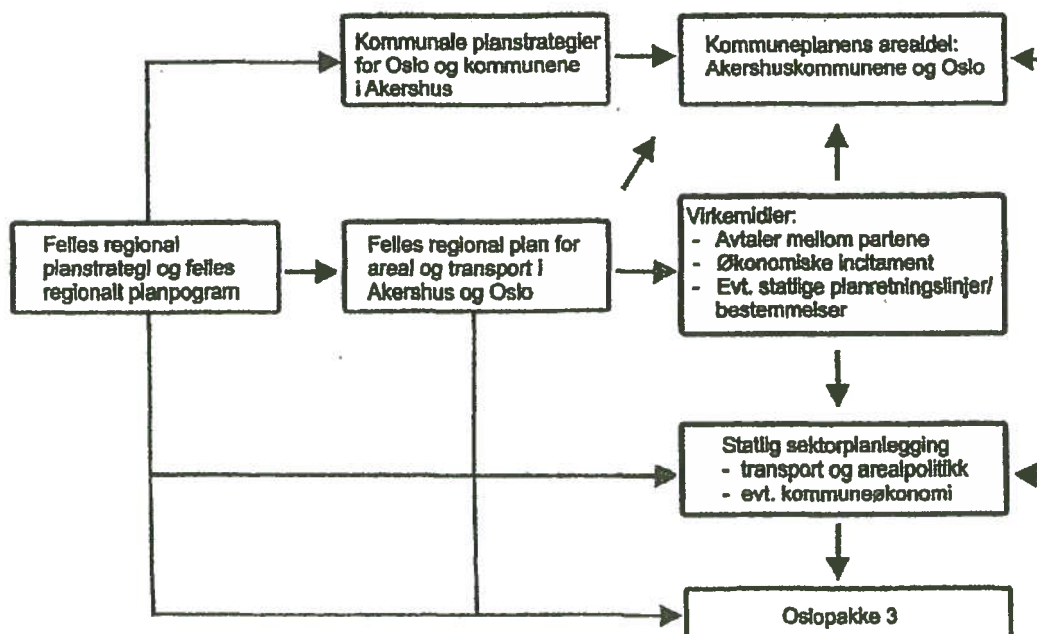 Kommunale planstrategier
for Oslo og kommunene
i Akershus
Kommuneplanens arealdel:
Akershuskommunene og Oslo
Felles regional
planstrategi og felles
regionalt planpogram
Felles regional plan for
areal og transport i
Akershus og Oslo
Virkemidler:
- Avtaler mellom partene
- Økonomiske incitament
- Evt. statlige planretningslinjer/
bestemmelser
Statlig sektorplanlegging
- transport og arealpolitikk
- evt. kommuneøkonomi
Oslopakke 3